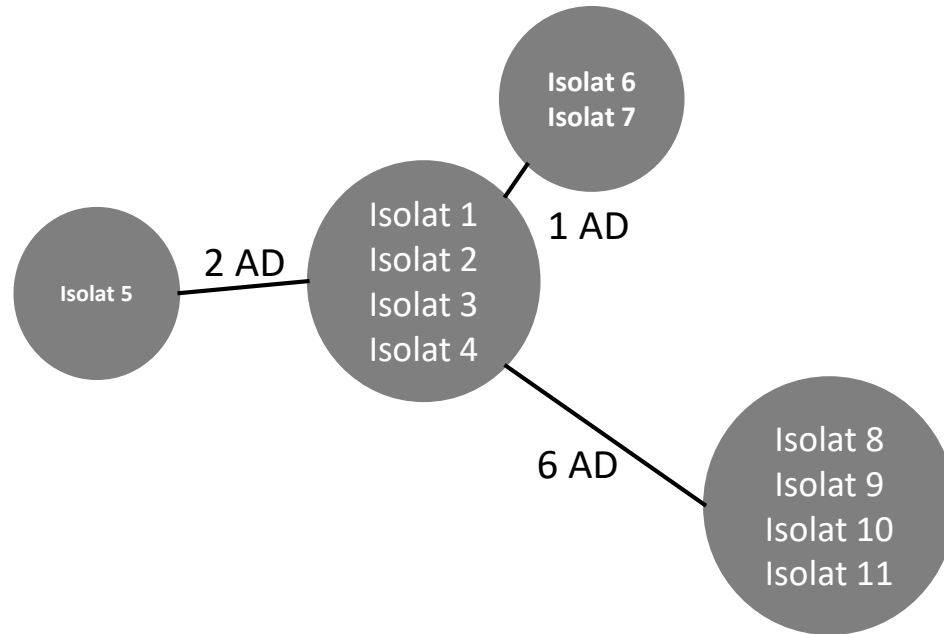 Isolat 6
Isolat 7
1 AD
Isolat 1
Isolat 2
Isolat 3
Isolat 4
2 AD
Isolat 5
6 AD
Isolat 8
Isolat 9
Isolat 10
Isolat 11